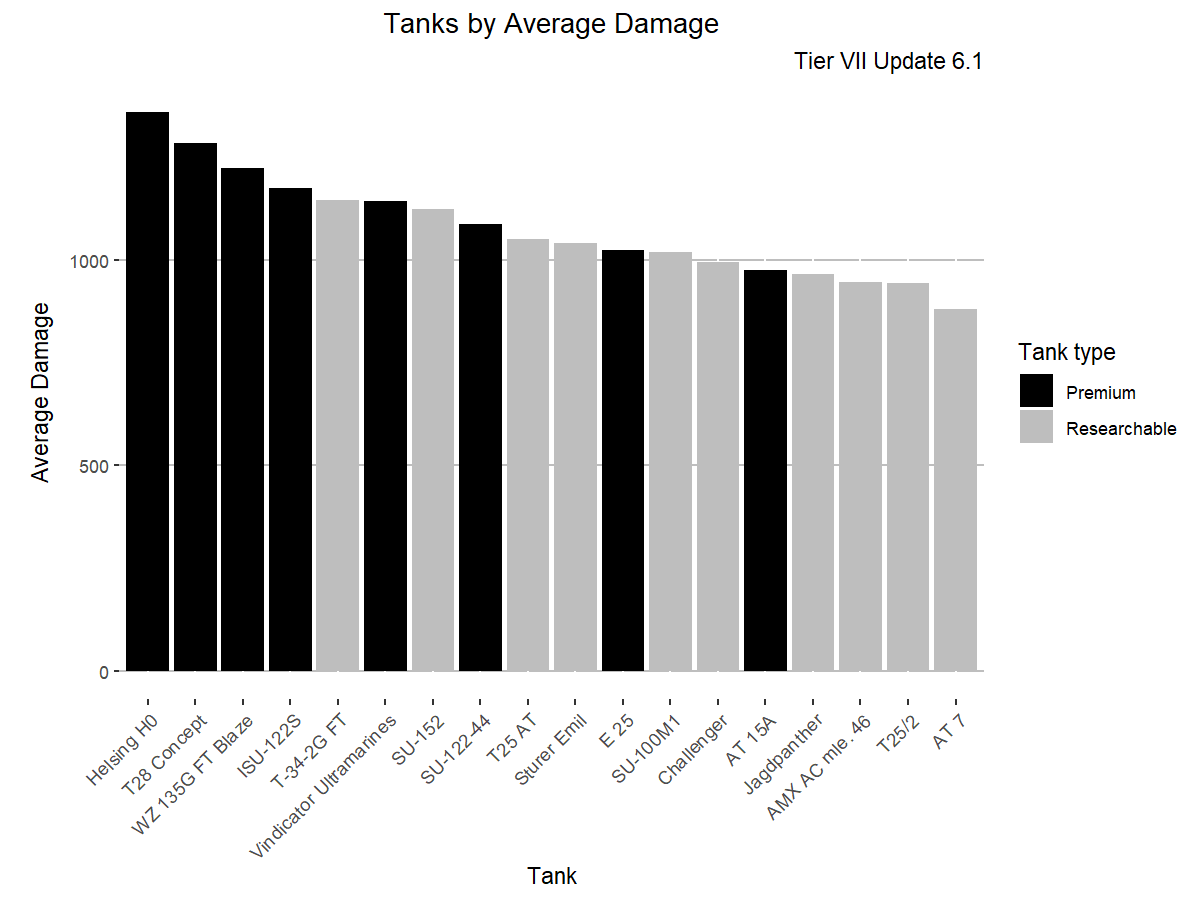 Tanks by Average Damage
Tier VII Update 6.1
Average Damage
1000
500
0
Helsing H0
T28 Concept
WZ 135G FT Blaze
ISU-122S
T-34-2G FT
Vindicator Ultramarines
SU-152
SU-122-44
T25 AT
Sturer Emil
E 25
SU-100M1
Challenger
AT 15A
Jagdpanther
AMX AC mle. 46
T25/2
AT 7
Tank
Tank type
Premium
Researchable